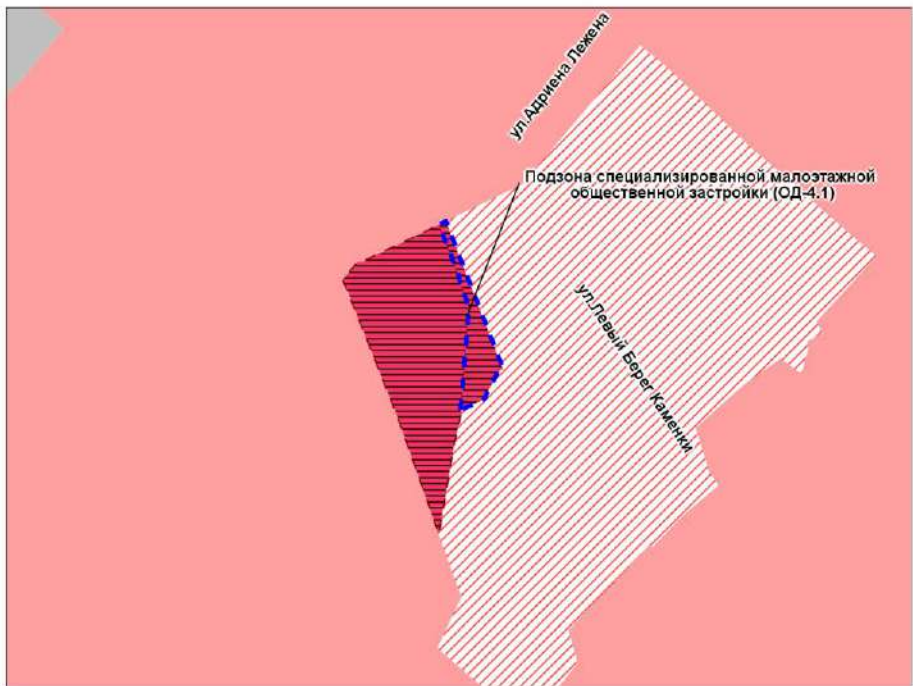 ул.Адриена Лежена
Подзона специализированной малоэтажной
общественной застройки (ОД-4.1)
ул.Левый Берег Каменки